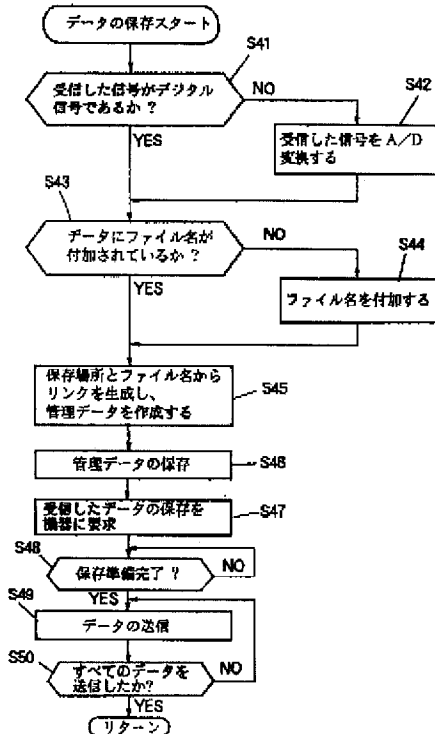 データの保存スタート
S41
受信した信号がデジタル
信号であるか ?
NO
S42
YES
受信した信号を A/D
変換する
S43
データにファイル名が
付加されているか ?
NO
S44
YES
ファイル名を付加する
保存場所とファイル名から
リンクを生成し、
管理データを作成する
S45
管理データの保存
S46
受信したデータの保存を
機器に要求
S47
S48
保存準備完了 ?
NO
S49
YES
データの送信
S50
すべてのデータを
送信したか?
NO
YES
リターン